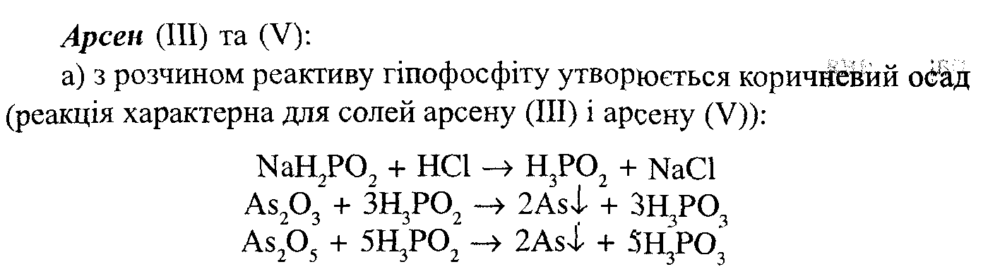 Арсен (III) та (V):
а) з розчином реактиву гіпофосфіту утворюється коричневий осад
(реакція характерна для солей арсену (III) і арсену (V)):
NaH₂PO₂ + HCl → H₃PO₂ + NaCl
As₂O₃ + 3H₃PO₂ → 2As↓ + 3H₃PO₃
As₂O₅ + 5H₃PO₂ → 2As↓ + 5H₃PO₃